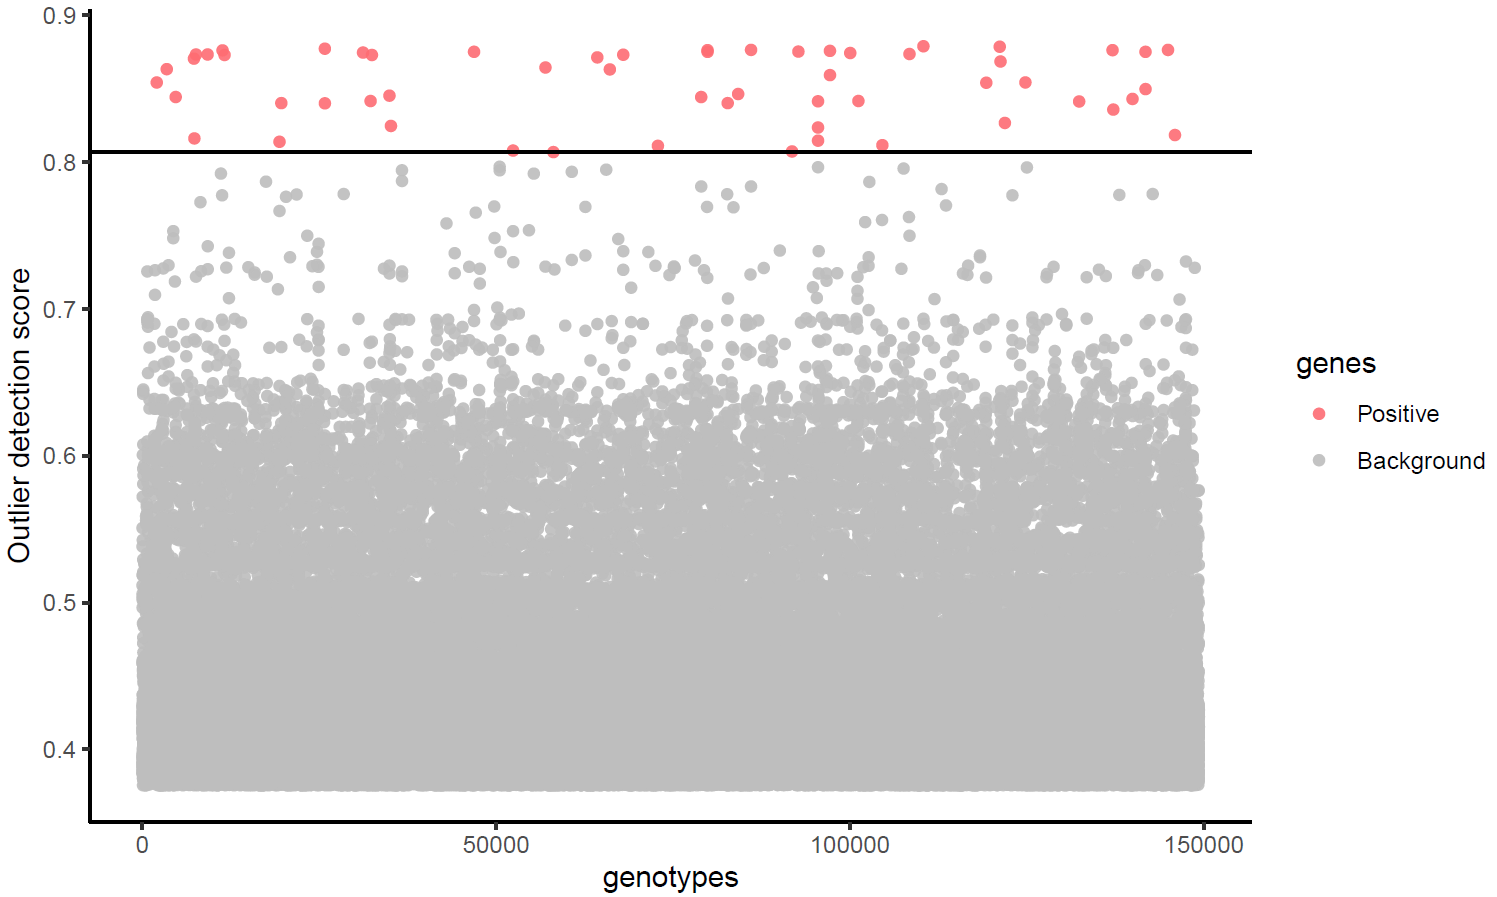 Outlier detection score
0.9
0.8
0.7
0.6
0.5
0.4
0
50000
100000
150000
genotypes
genes
Positive
Background